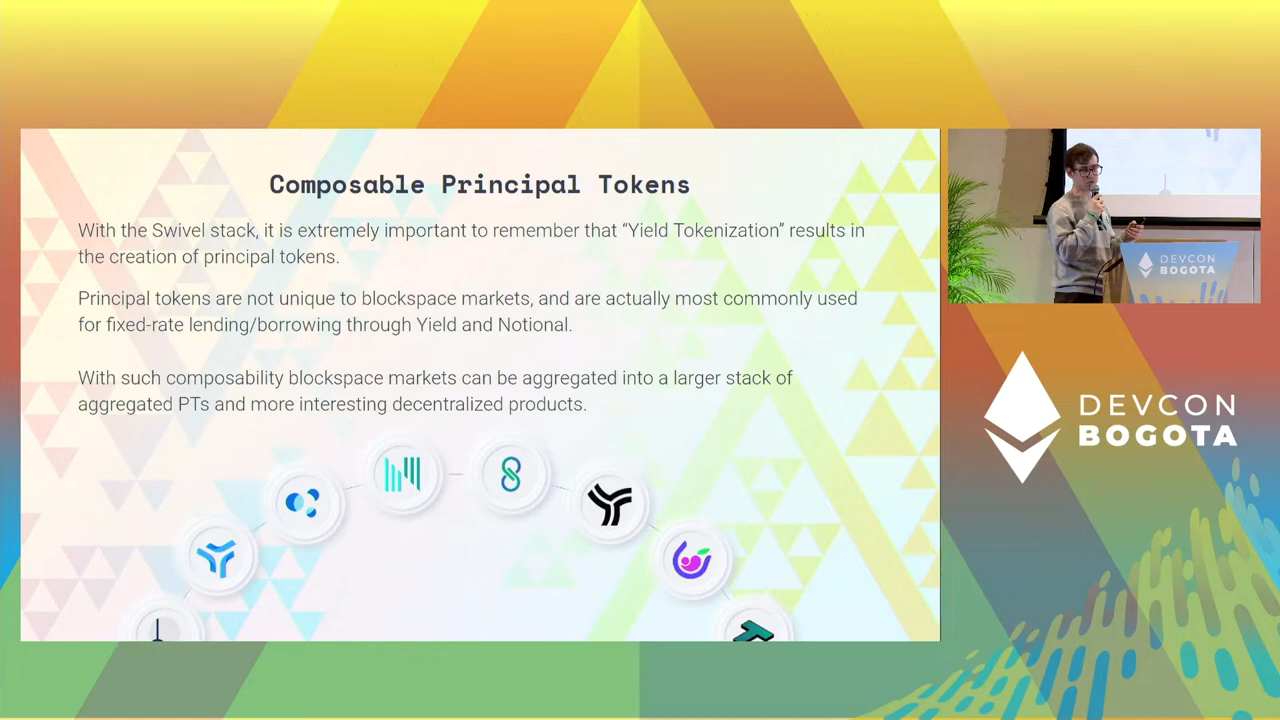 Composable Principal Tokens
With the Swivel stack, it is extremely important to remember that “Yield Tokenization” results in
the creation of principal tokens.
Principal tokens are not unique to blockspace markets, and are actually most commonly used
for fixed-rate lending/borrowing through Yield and Notional.
With such composability blockspace markets can be aggregated into a larger stack of
aggregated PTs and more interesting decentralized products.
DEVCON
BOGOTA
DEVCON
BOGOTA